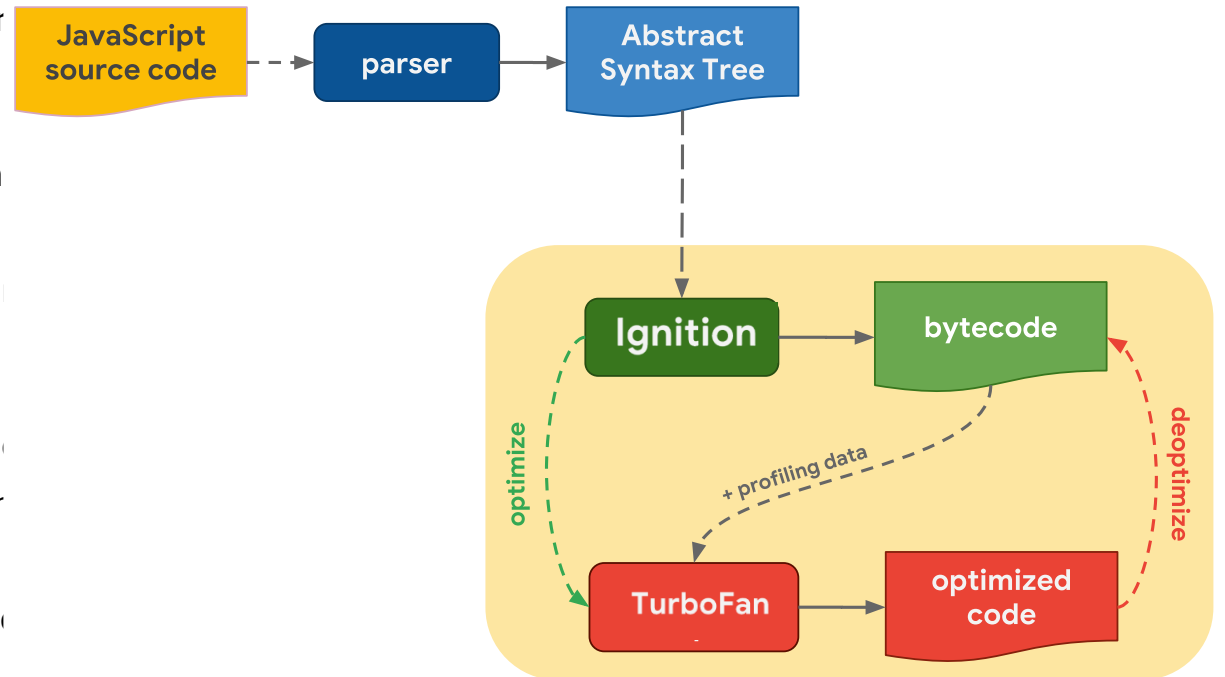 JavaScript
source code
parser
Abstract
Syntax Tree
Ignition
bytecode
optimize
+ profiling data
deoptimize
TurboFan
optimized
code